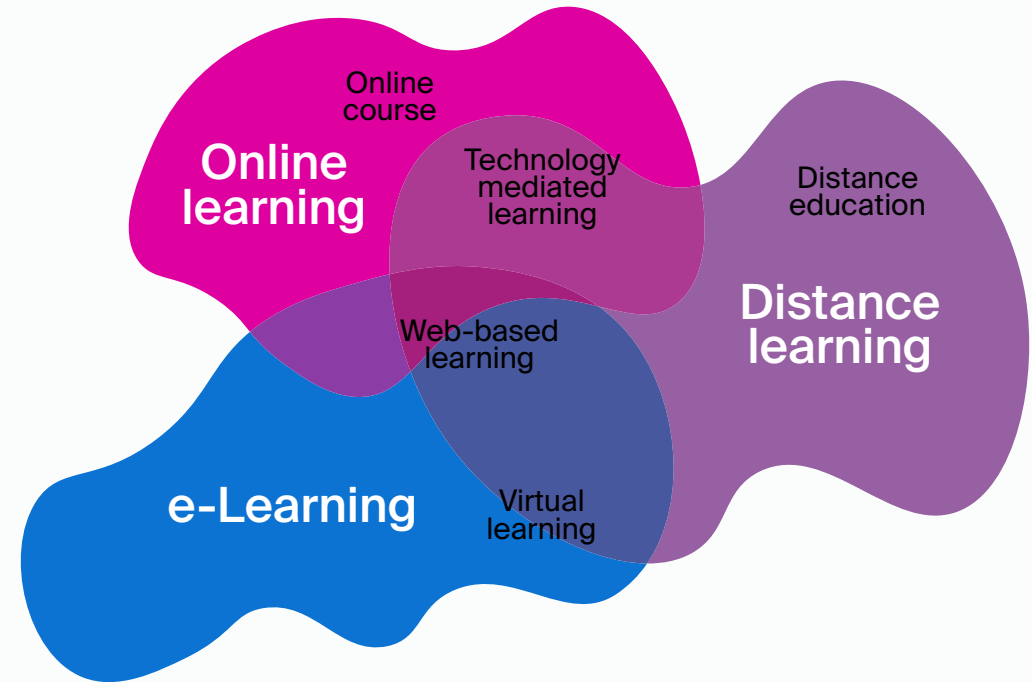 Online
course
Online
learning
Technology
mediated
learning
Distance
education
Distance
learning
Web-based
learning
e-Learning
Virtual
learning